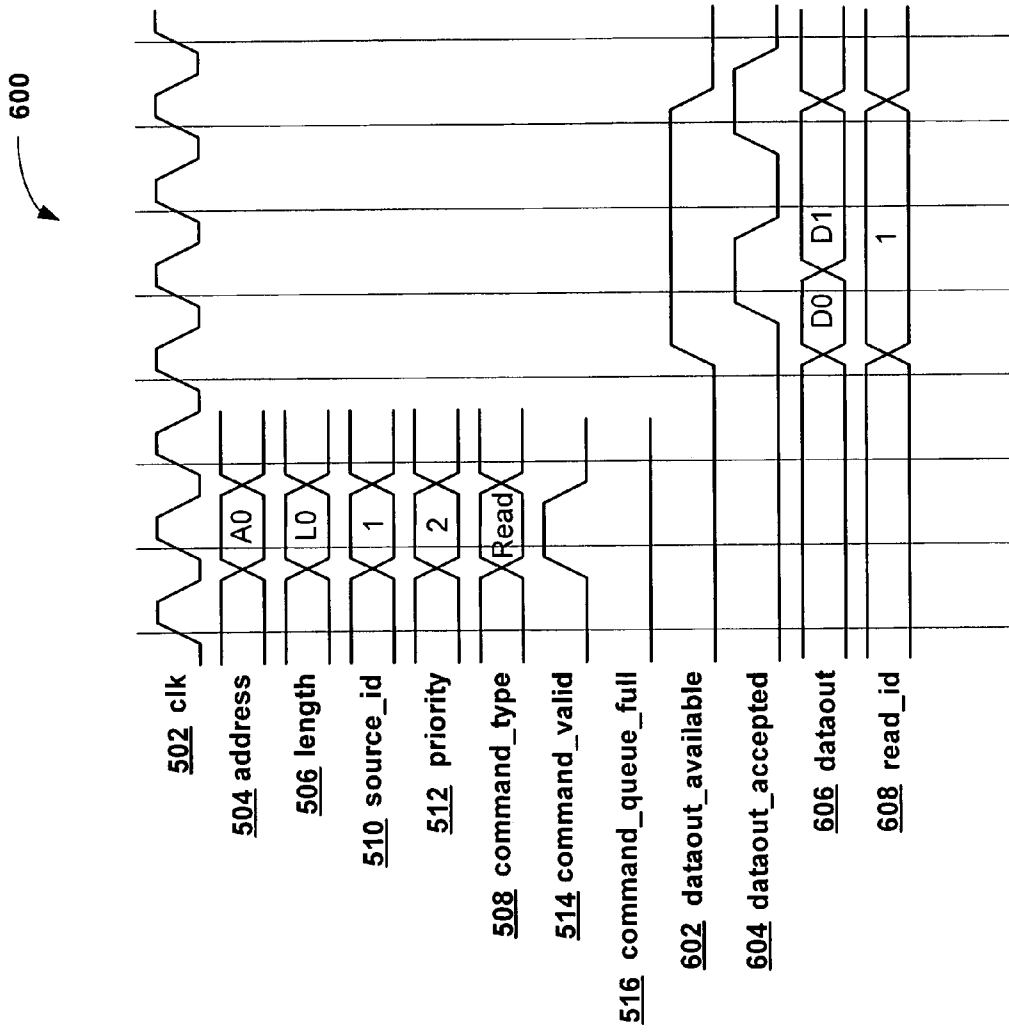 600
502 clk
504 address A0
506 length L0
510 source_id 1
512 priority 2
508 command_type Read
514 command_valid
516 command_queue_full
602 dataout_available
604 dataout_accepted
606 dataout D0 D1
608 read_id 1